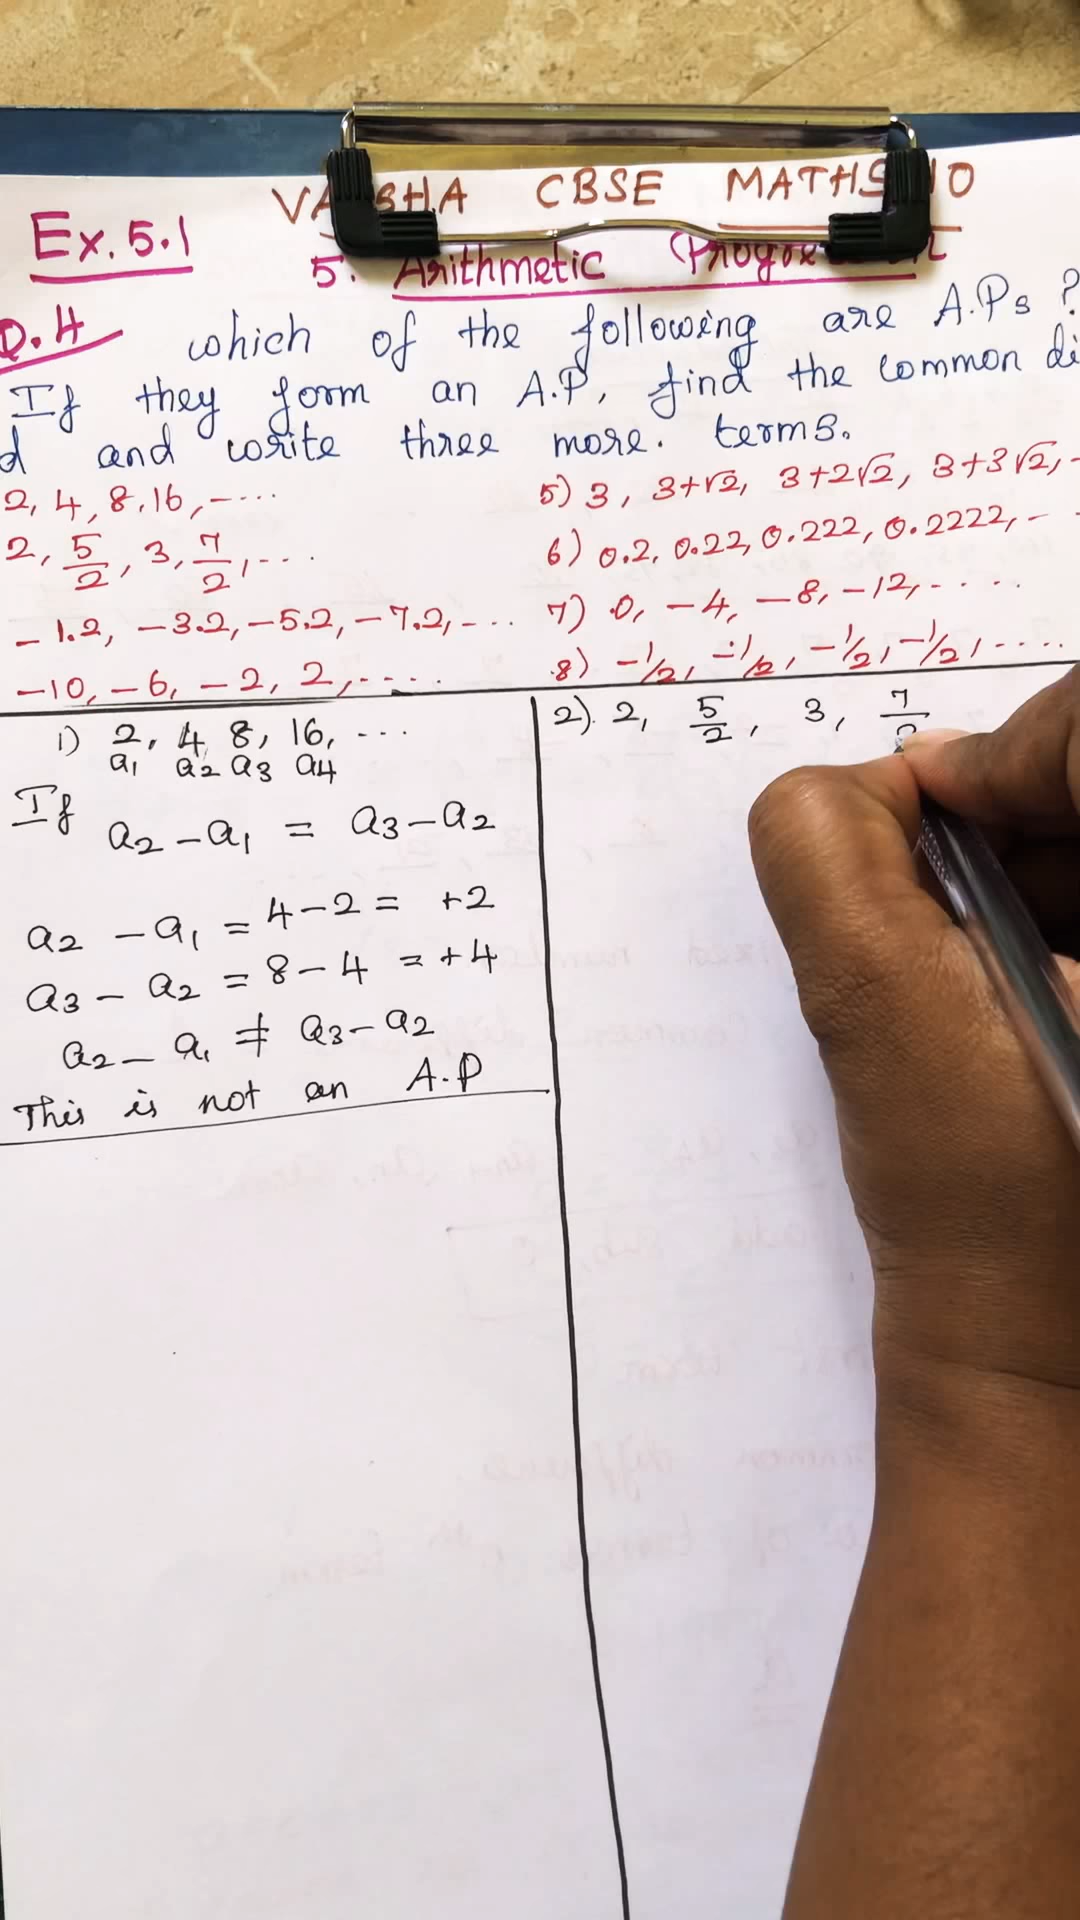 CBSE MATHS 10
Ex. 5.1
5. Arithmetic
Q.4 which of the following are A.Ps ?
If they form an A.P, find the common di
d and write three more. terms.
2, 4, 8, 16, -....
5) 3, 3+√2, 3+2√2, 3+3√2, -
2, 5/2, 3, 7/2, ...
6) 0.2, 0.22, 0.222, 0.2222, - .
-1.2, -3.2, -5.2, -7.2, -...
7) 0, -4, -8, -12, ....
-10, -6, -2, 2, ....
8) -1/2, -1/2, -1/2, -1/2, ....
1) 2, 4 8, 16, ...
a1 a2 a3 a4
If
a2 - a1 = a3 - a2
a2 - a1 = 4-2 = +2
a3 - a2 = 8-4 = +4
a2 - a1 ≠ a3 - a2
This is not an A.P
2). 2, 5/2, 3, 7/2